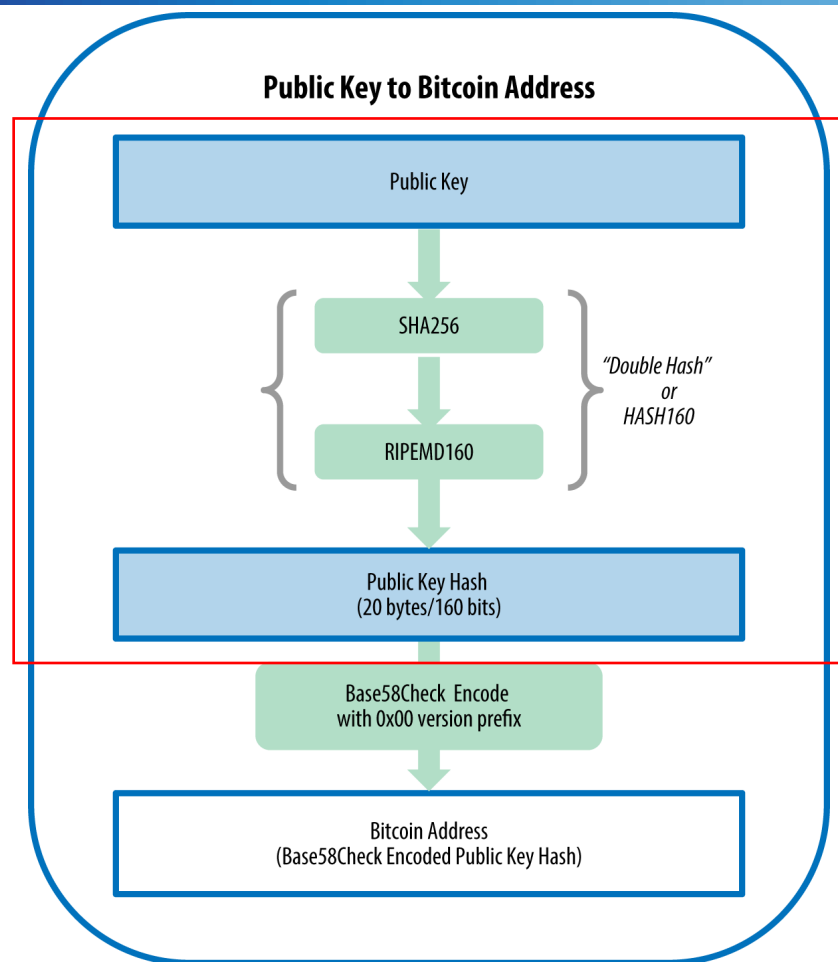 Public Key to Bitcoin Address
Public Key
SHA256
“Double Hash”
or
HASH160
RIPEMD160
Public Key Hash
(20 bytes/160 bits)
Base58Check Encode
with 0x00 version prefix
Bitcoin Address
(Base58Check Encoded Public Key Hash)